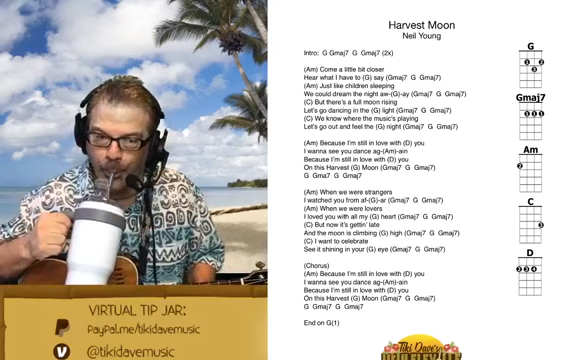 Harvest Moon
Neil Young
Intro:  G Gmaj7  G  Gmaj7 (2x)
(Am) Come a little bit closer
Hear what I have to (G) say (Gmaj7  G  Gmaj7)
(Am) Just like children sleeping
We could dream the night aw-(G)-ay (Gmaj7  G  Gmaj7)
(C) But there's a full moon rising
Let's go dancing in the (G) light (Gmaj7  G  Gmaj7)
(C) We know where the music's playing
Let's go out and feel the (G) night (Gmaj7  G  Gmaj7)
(Am) Because I'm still in love with (D) you
I wanna see you dance ag-(Am)-ain
Because I'm still in love with (D) you
On this Harvest (G) Moon (Gmaj7  G  Gmaj7)
G  Gma7  G  Gmaj7
(Am) When we were strangers
I watched you from af-(G)-ar (Gmaj7  G  Gmaj7)
(Am) When we were lovers
I loved you with all my (G) heart (Gmaj7  G  Gmaj7)
(C) But now it's gettin' late
And the moon is climbing (G) high (Gmaj7  G  Gmaj7)
(C) I want to celebrate
See it shining in your (G) eye (Gmaj7  G  Gmaj7)
(Chorus)
(Am) Because I'm still in love with (D) you
I wanna see you dance ag-(Am)-ain
Because I'm still in love with (D) you
On this Harvest (G) Moon (Gmaj7  G  Gmaj7)
G  Gmaj7  G  Gmaj7
End on G(1)
G
Gmaj7
Am
C
D
VIRTUAL TIP JAR:
PayPal.me/tikidavemusic
@tikidavemusic
Tiki Dave's